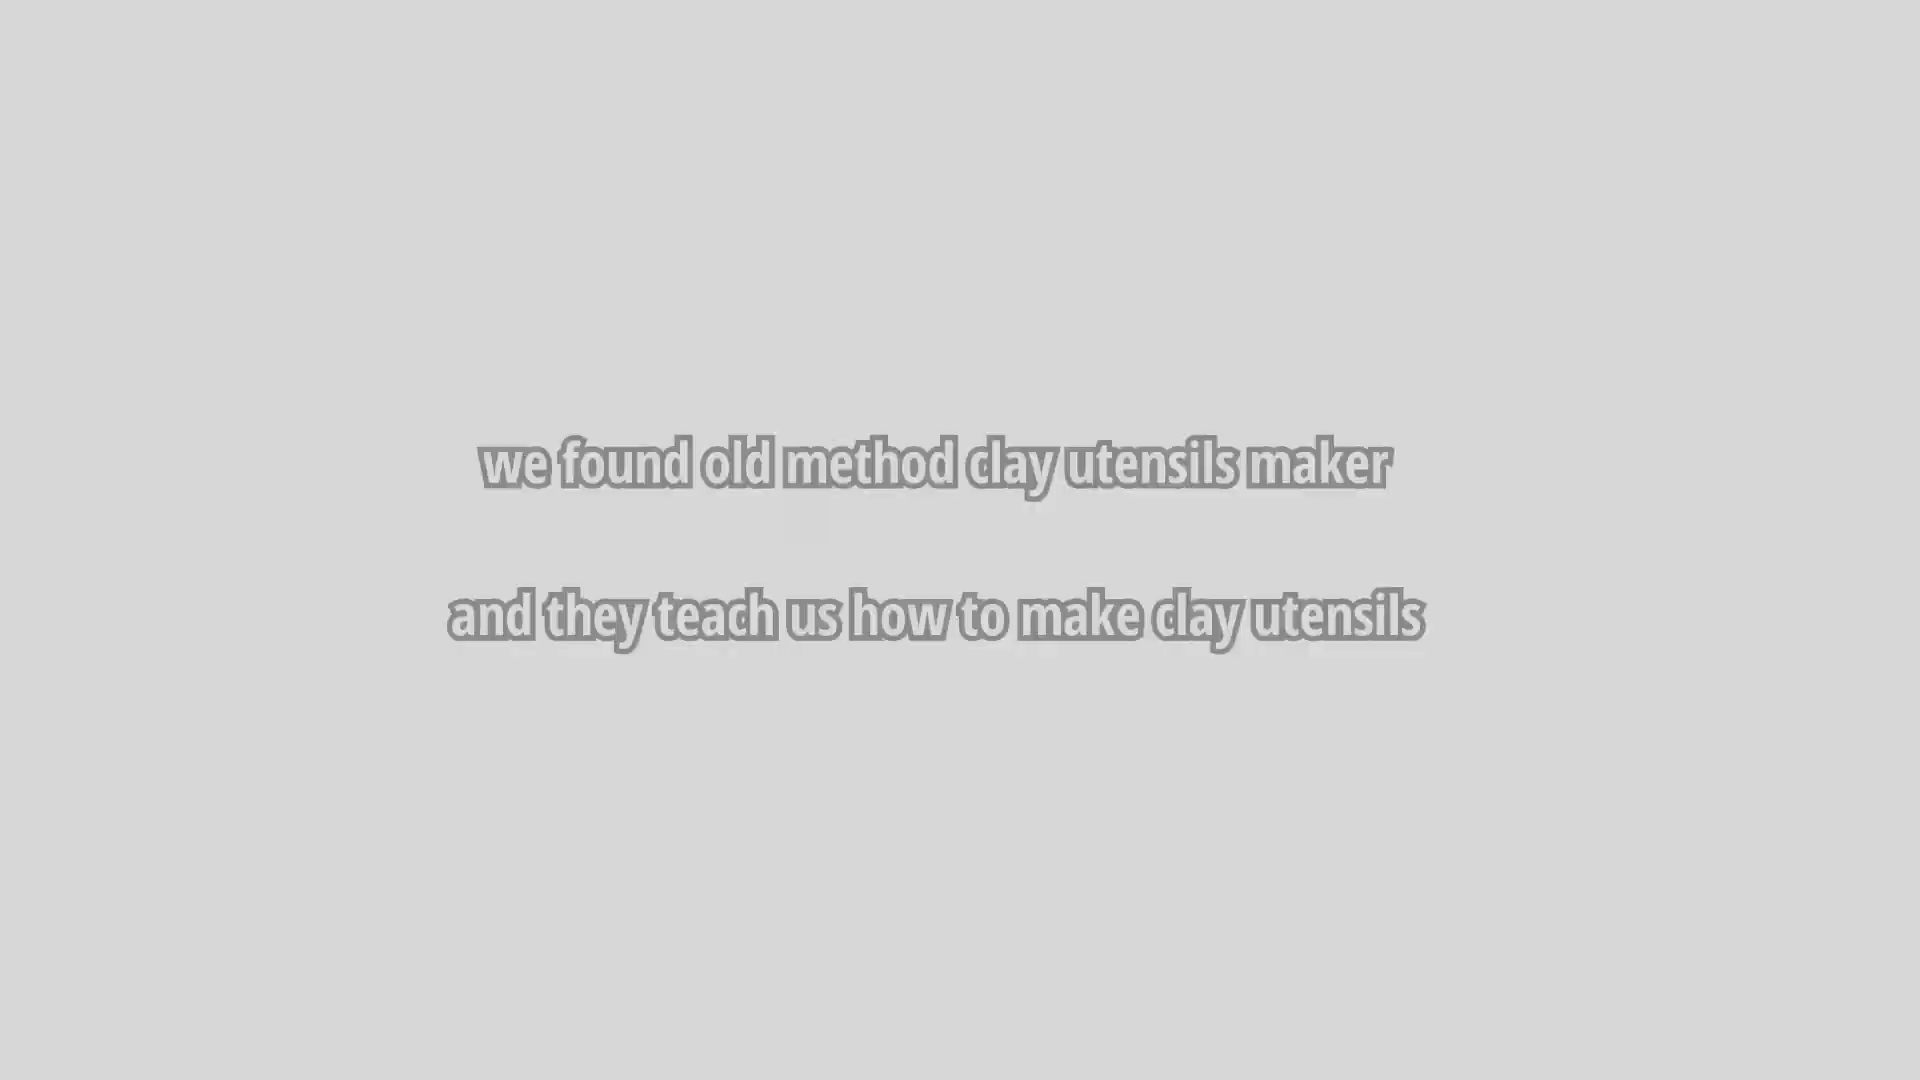 we found old method clay utensils maker
and they teach us how to make clay utensils